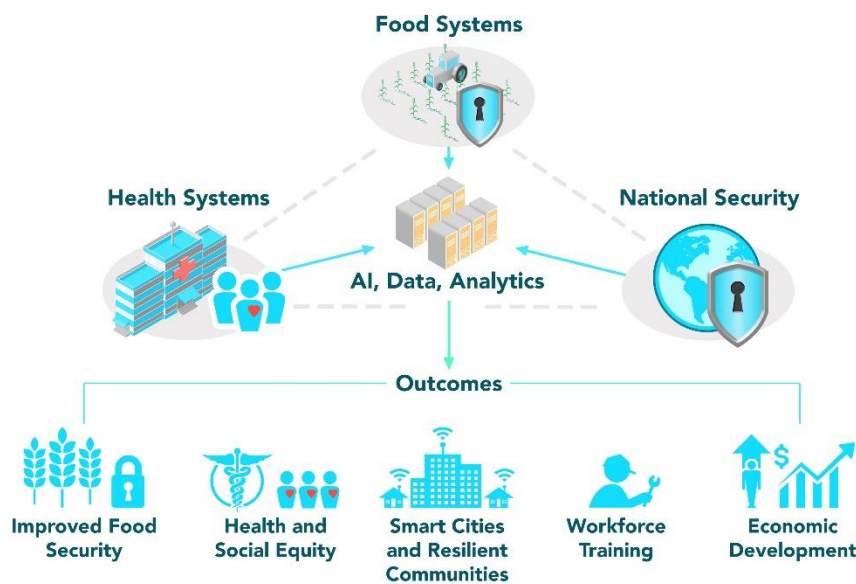 Food Systems
Health Systems
National Security
AI, Data, Analytics
Outcomes
$
Improved Food
Security
Health and
Social Equity
Smart Cities
and Resilient
Communities
Workforce
Training
Economic
Development